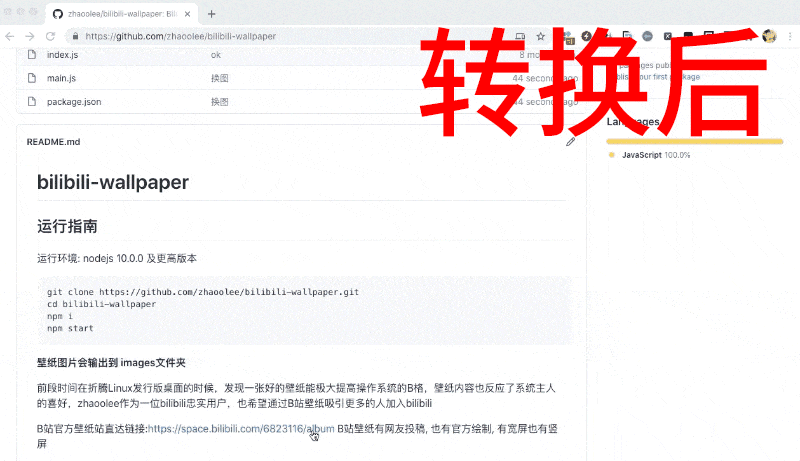 zhaoolee/bilibili-wallpaper: Bili
https://github.com/zhaoolee/bilibili-wallpaper
转换后
index.js ok 8 mo
main.js 换图 44 seconds ago
package.json 换图 44 second ago
packages publ
blish your first package
Languages
JavaScript 100.0%
README.md
bilibili-wallpaper
运行指南
运行环境: nodejs 10.0.0 及更高版本
git clone https://github.com/zhaoolee/bilibili-wallpaper.git
cd bilibili-wallpaper
npm i
npm start
壁纸图片会输出到 images文件夹
前段时间在折腾Linux发行版桌面的时候，发现一张好的壁纸能极大提高操作系统的B格，壁纸内容也反应了系统主人
的喜好，zhaoolee作为一位bilibili忠实用户，也希望通过B站壁纸吸引更多的人加入bilibili
B站官方壁纸站直达链接:https://space.bilibili.com/6823116/album B站壁纸有网友投稿, 也有官方绘制, 有宽屏也有竖
屏